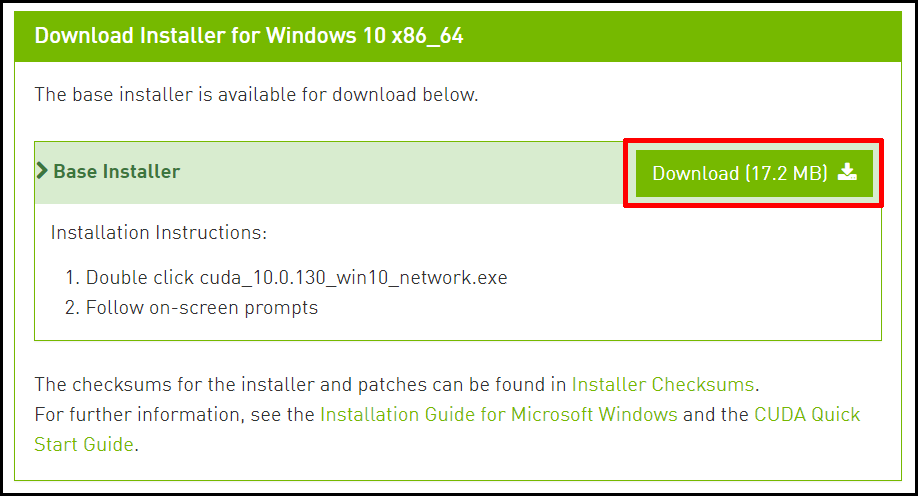 Download Installer for Windows 10 x86_64
The base installer is available for download below.
Base Installer
Download (17.2 MB)
Installation Instructions:
1. Double click cuda_10.0.130_win10_network.exe
2. Follow on-screen prompts
The checksums for the installer and patches can be found in Installer Checksums.
For further information, see the Installation Guide for Microsoft Windows and the CUDA Quick
Start Guide.